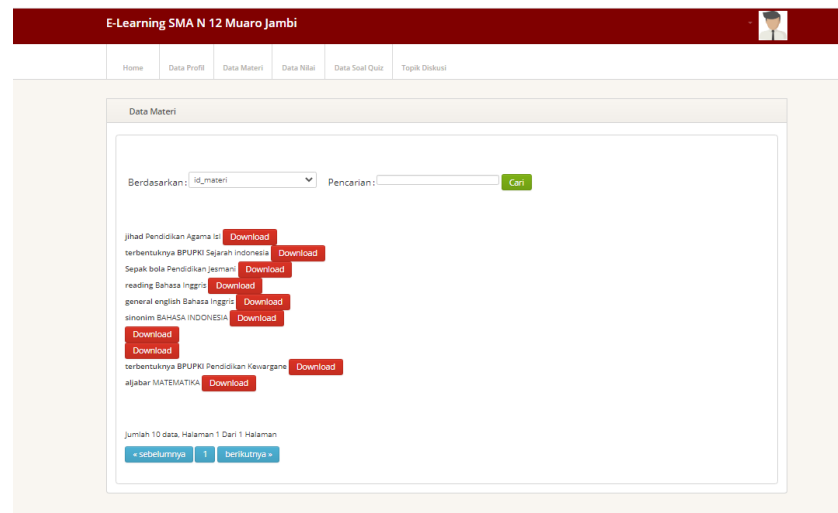 E-Learning SMA N 12 Muaro Jambi
Home Data Profil Data Materi Data Nilai Data Soal Quiz Topik Diskusi
Data Materi
Berdasarkan : id_materi Pencarian : Cari
jihad Pendidikan Agama Isl Download
terbentuknya BPUPKI Sejarah indonesia Download
Sepak bola Pendidikan Jesmani Download
reading Bahasa Inggris Download
general english Bahasa Inggris Download
sinonim BAHASA INDONESIA Download
Download
Download
terbentuknya BPUPKI Pendidikan Kewargane Download
aljabar MATEMATIKA Download
Jumlah 10 data, Halaman 1 Dari 1 Halaman
« sebelumnya 1 berikutnya »